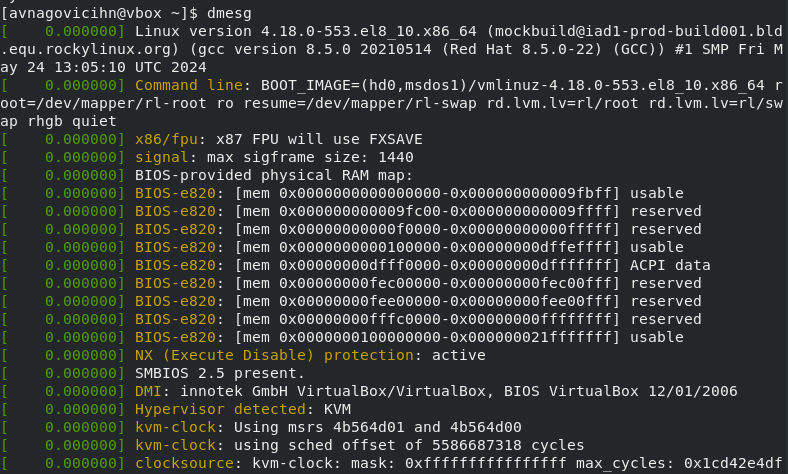 [avnagovicihn@vbox ~]$ dmesg
[    0.000000] Linux version 4.18.0-553.el8_10.x86_64 (mockbuild@iad1-prod-build001.bld
.equ.rockylinux.org) (gcc version 8.5.0 20210514 (Red Hat 8.5.0-22) (GCC)) #1 SMP Fri M
ay 24 13:05:10 UTC 2024
[    0.000000] Command line: BOOT_IMAGE=(hd0,msdos1)/vmlinuz-4.18.0-553.el8_10.x86_64 r
oot=/dev/mapper/rl-root ro resume=/dev/mapper/rl-swap rd.lvm.lv=rl/root rd.lvm.lv=rl/sw
ap rhgb quiet
[    0.000000] x86/fpu: x87 FPU will use FXSAVE
[    0.000000] signal: max sigframe size: 1440
[    0.000000] BIOS-provided physical RAM map:
[    0.000000] BIOS-e820: [mem 0x0000000000000000-0x000000000009fbff] usable
[    0.000000] BIOS-e820: [mem 0x000000000009fc00-0x000000000009ffff] reserved
[    0.000000] BIOS-e820: [mem 0x00000000000f0000-0x00000000000fffff] reserved
[    0.000000] BIOS-e820: [mem 0x0000000000100000-0x00000000dffeffff] usable
[    0.000000] BIOS-e820: [mem 0x00000000dfff0000-0x00000000dfffffff] ACPI data
[    0.000000] BIOS-e820: [mem 0x00000000fec00000-0x00000000fec00fff] reserved
[    0.000000] BIOS-e820: [mem 0x00000000fee00000-0x00000000fee00fff] reserved
[    0.000000] BIOS-e820: [mem 0x00000000fffc0000-0x00000000ffffffff] reserved
[    0.000000] BIOS-e820: [mem 0x0000000100000000-0x000000021fffffff] usable
[    0.000000] NX (Execute Disable) protection: active
[    0.000000] SMBIOS 2.5 present.
[    0.000000] DMI: innotek GmbH VirtualBox/VirtualBox, BIOS VirtualBox 12/01/2006
[    0.000000] Hypervisor detected: KVM
[    0.000000] kvm-clock: Using msrs 4b564d01 and 4b564d00
[    0.000000] kvm-clock: using sched offset of 5586687318 cycles
[    0.000000] clocksource: kvm-clock: mask: 0xffffffffffffffff max_cycles: 0x1cd42e4df